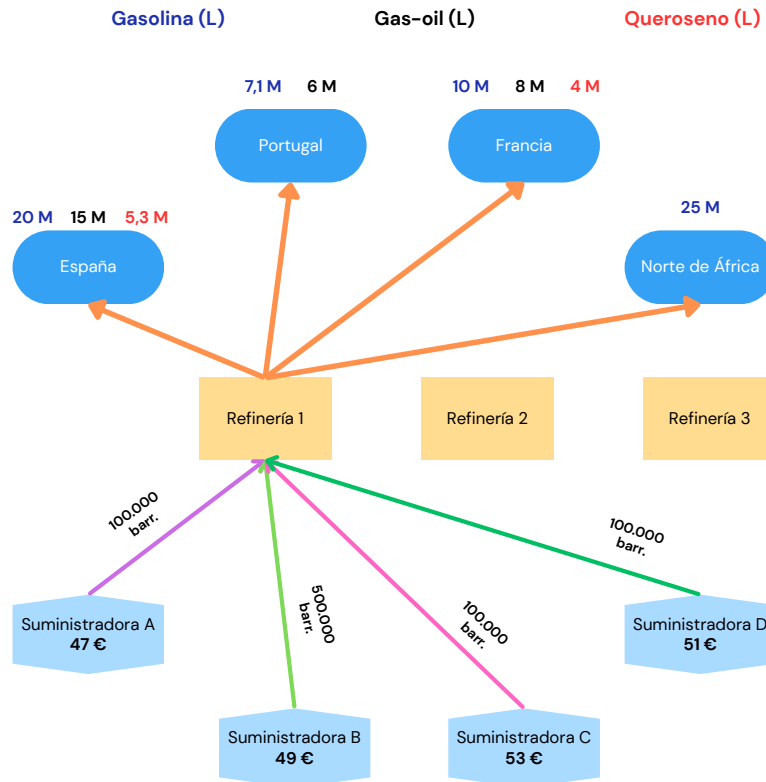 Gasolina (L) Gas-oil (L) Queroseno (L)
7,1 M 6 M 10 M 8 M 4 M
Portugal Francia
20 M 15 M 5,3 M 25 M
España Norte de África
Refinería 1 Refinería 2 Refinería 3
100.000
barr.
500.000
barr.
100.000
barr.
100.000
barr.
Suministradora A
47 €
Suministradora D
51 €
Suministradora B
49 €
Suministradora C
53 €